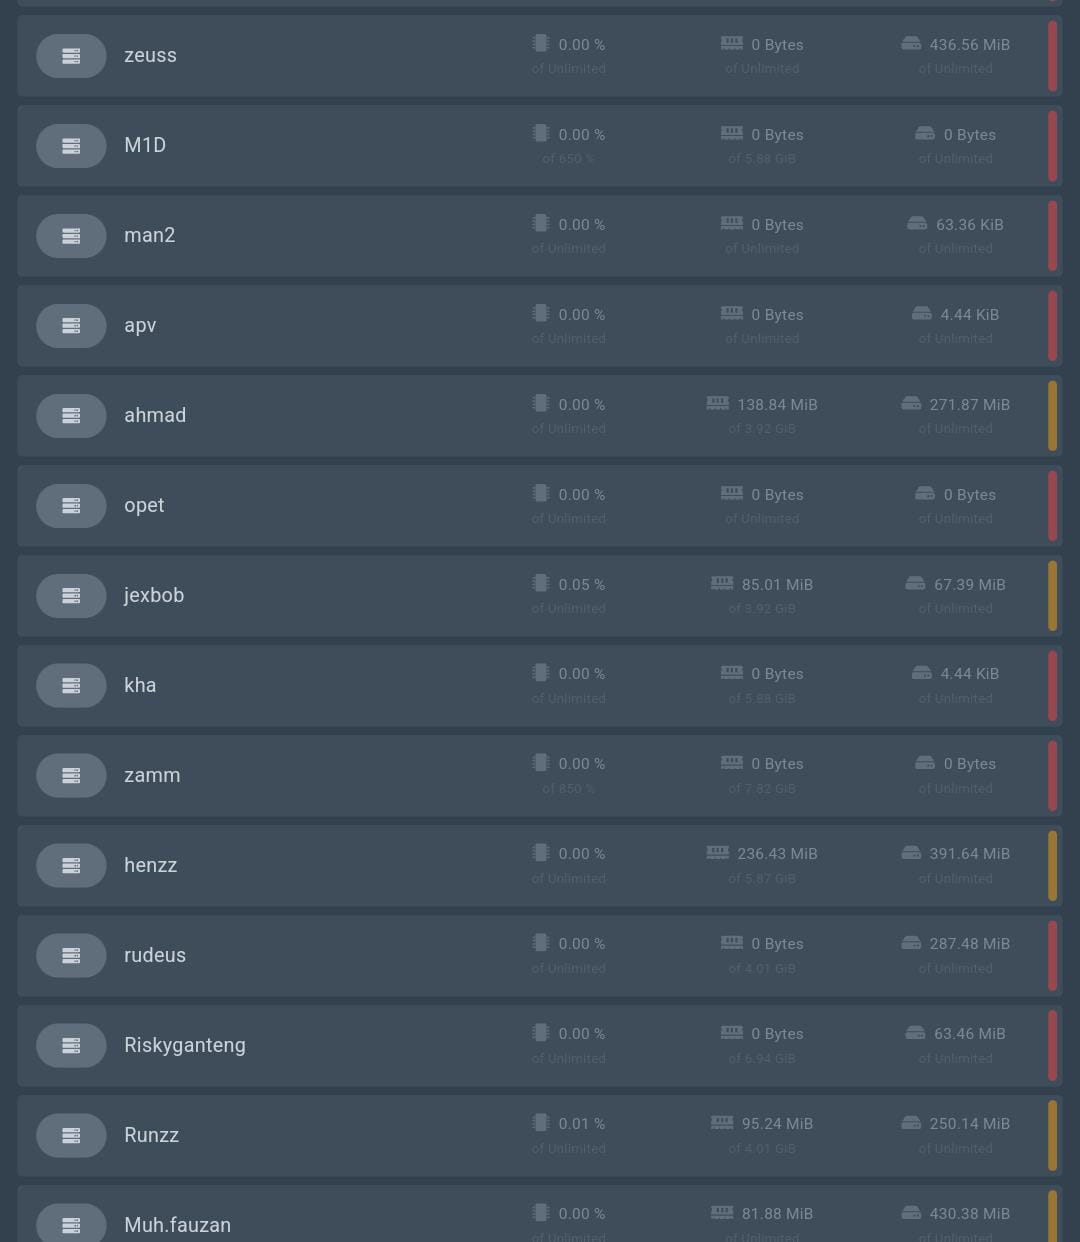 zeuss 0.00 % 0 Bytes 436.56 MiB
of Unlimited of Unlimited of Unlimited
M1D 0.00 % 0 Bytes 0 Bytes
of 650 % of 5.88 GiB of Unlimited
man2 0.00 % 0 Bytes 63.36 KiB
of Unlimited of Unlimited of Unlimited
apv 0.00 % 0 Bytes 4.44 KiB
of Unlimited of Unlimited of Unlimited
ahmad 0.00 % 138.84 MiB 271.87 MiB
of Unlimited of 3.92 GiB of Unlimited
opet 0.00 % 0 Bytes 0 Bytes
of Unlimited of Unlimited of Unlimited
jexbob 0.05 % 85.01 MiB 67.39 MiB
of Unlimited of 3.92 GiB of Unlimited
kha 0.00 % 0 Bytes 4.44 KiB
of Unlimited of 5.88 GiB of Unlimited
zamm 0.00 % 0 Bytes 0 Bytes
of 850 % of 7.82 GiB of Unlimited
henzz 0.00 % 236.43 MiB 391.64 MiB
of Unlimited of 5.87 GiB of Unlimited
rudeus 0.00 % 0 Bytes 287.48 MiB
of Unlimited of 4.01 GiB of Unlimited
Riskyganteng 0.00 % 0 Bytes 63.46 MiB
of Unlimited of 6.94 GiB of Unlimited
Runzz 0.01 % 95.24 MiB 250.14 MiB
of Unlimited of 4.01 GiB of Unlimited
Muh.fauzan 0.00 % 81.88 MiB 430.38 MiB